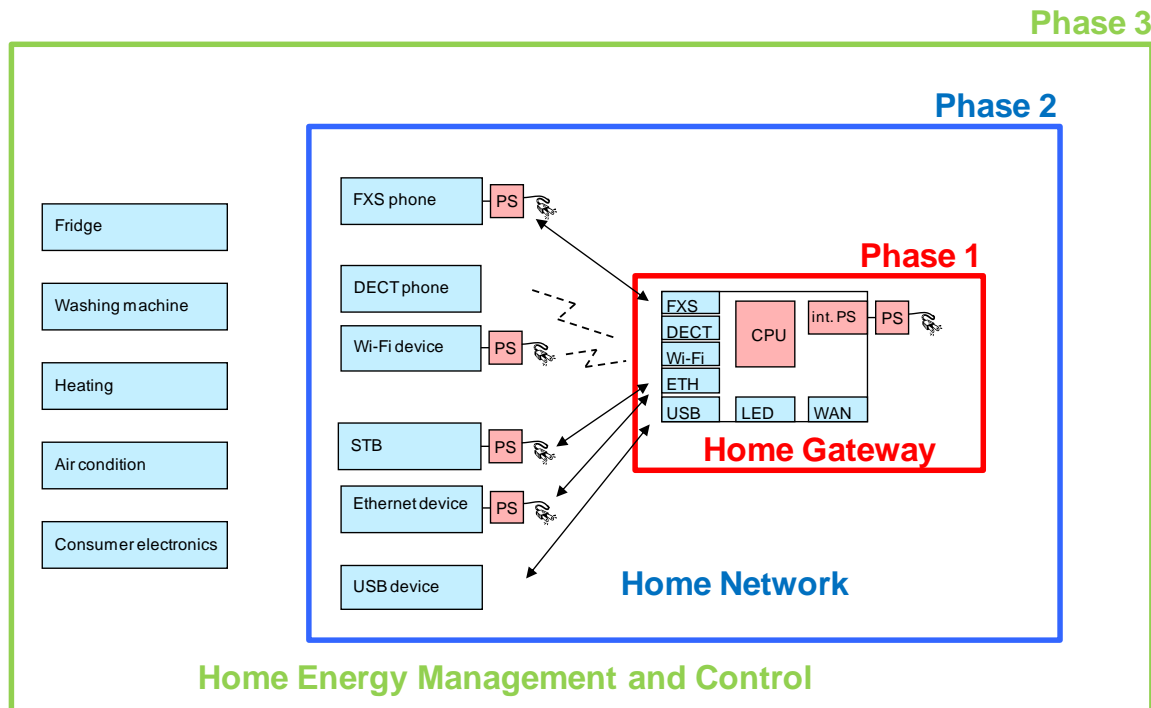 Phase 3
Phase 2
Phase 1
Fridge
Washing machine
Heating
Air condition
Consumer electronics
FXS phone
PS
DECT phone
Wi-Fi device
PS
STB
PS
Ethernet device
PS
USB device
FXS
DECT
Wi-Fi
ETH
USB
CPU
int. PS
PS
LED
WAN
Home Gateway
Home Network
Home Energy Management and Control